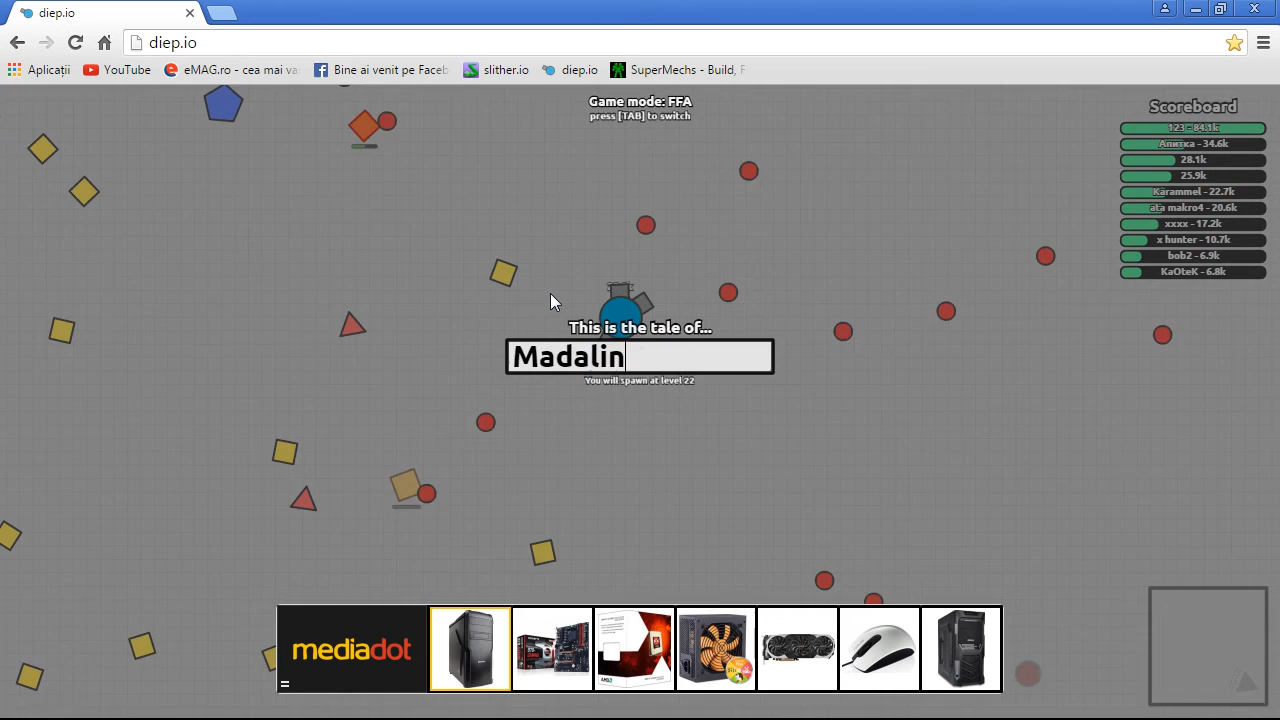 diep.io
diep.io
Aplicații
YouTube
eMAG.ro - cea mai va
Bine ai venit pe Faceb
slither.io
diep.io
SuperMechs - Build, F
Game mode: FFA
press [TAB] to switch
Scoreboard
123 - 84.1k
Апитка - 34.6k
28.1k
25.9k
Karammel - 22.7k
ata makro4 - 20.6k
xxxx - 17.2k
x hunter - 10.7k
bob2 - 6.9k
KaOteK - 6.8k
This is the tale of...
Madalin
You will spawn at level 22
mediadot